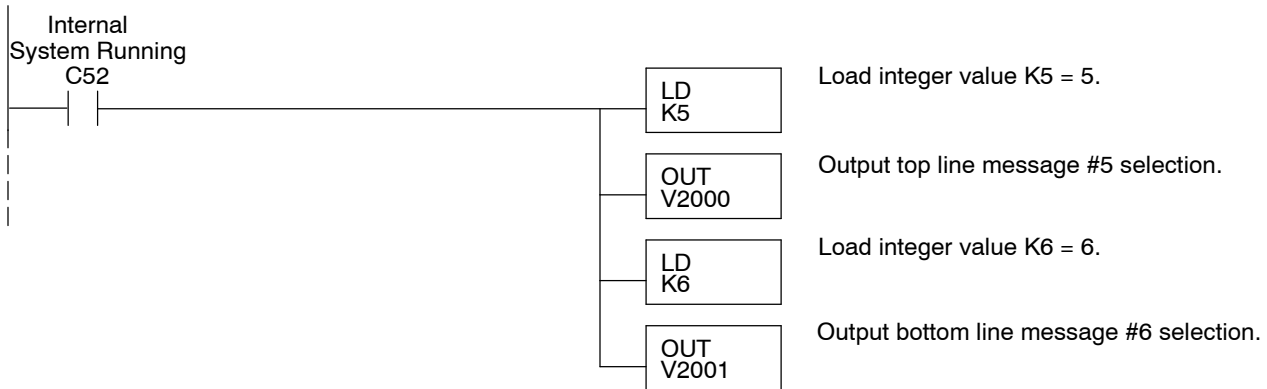 Internal
System Running
C52
LD
K5
Load integer value K5 = 5.
OUT
V2000
Output top line message #5 selection.
LD
K6
Load integer value K6 = 6.
OUT
V2001
Output bottom line message #6 selection.